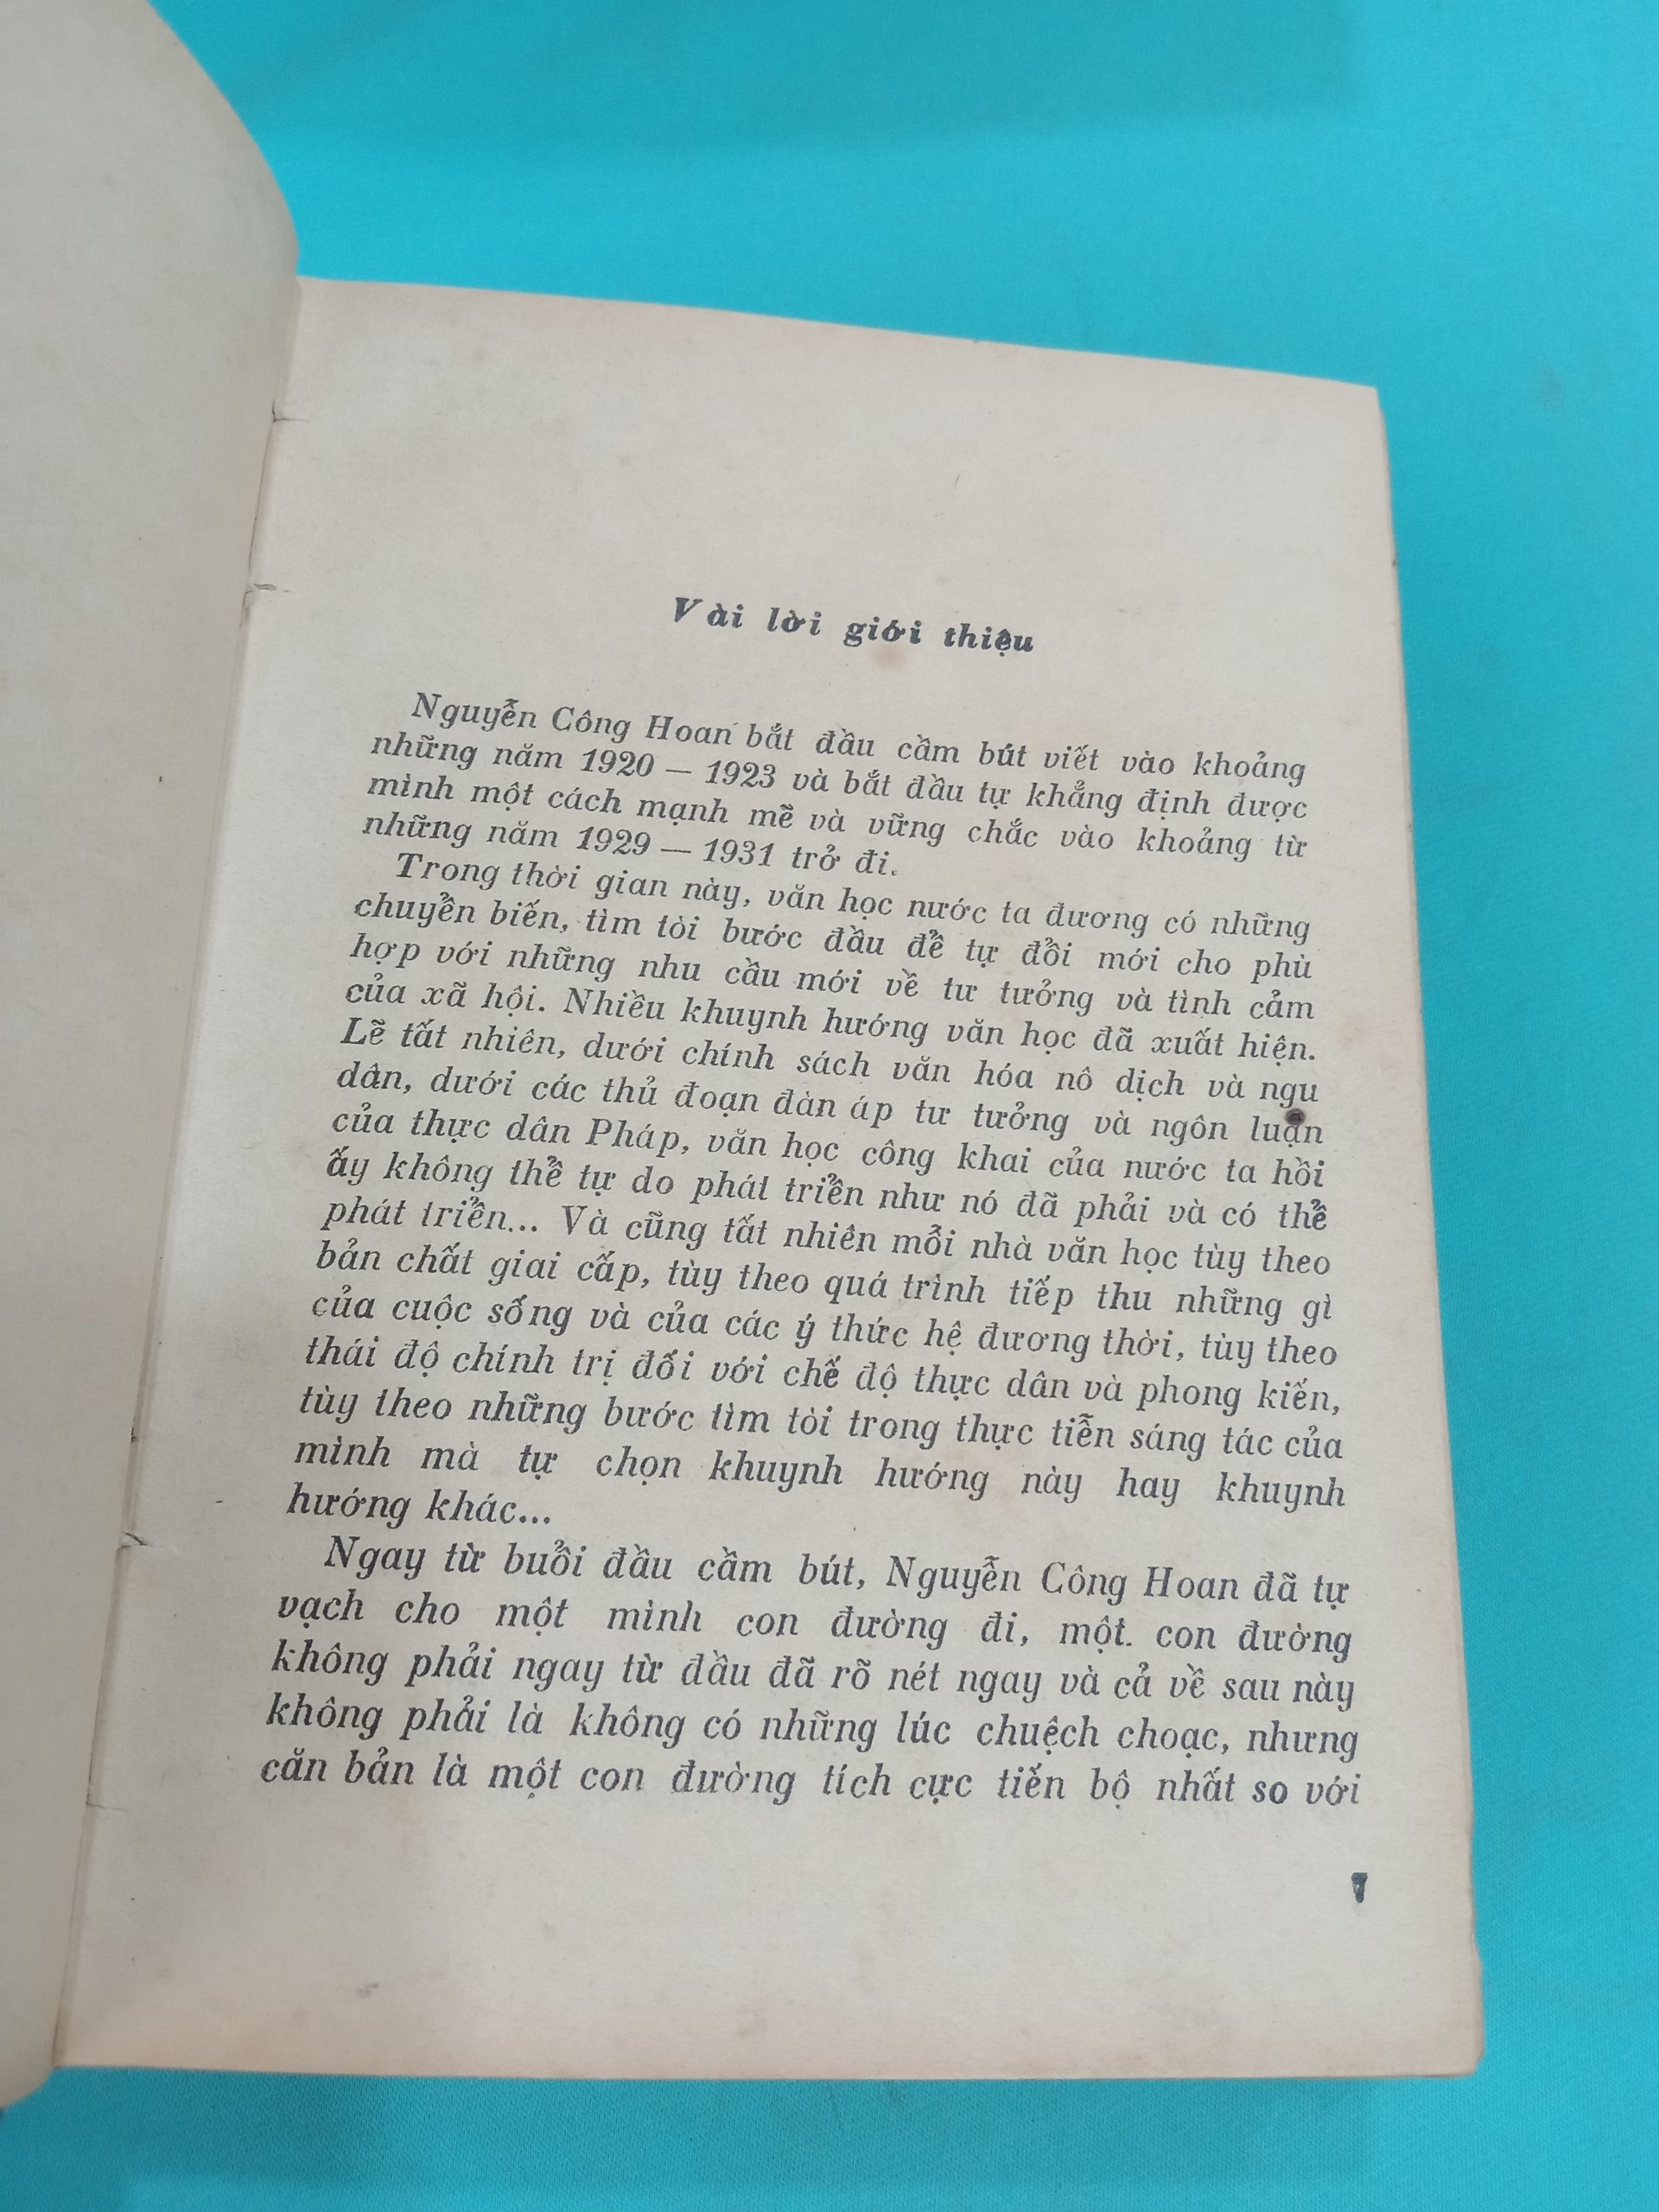 Vài lời giới thiệu
Nguyễn Công Hoan bắt đầu cầm bút viết vào khoảng
những năm 1920 — 1923 và bắt đầu tự khẳng định được
mình một cách mạnh mẽ và vững chắc vào khoảng từ
những năm 1929 — 1931 trở đi.
Trong thời gian này, văn học nước ta đương có những
chuyển biến, tìm tòi bước đầu để tự đổi mới cho phù
hợp với những nhu cầu mới về tư tưởng và tình cảm
của xã hội. Nhiều khuynh hướng văn học đã xuất hiện.
Lẽ tất nhiên, dưới chính sách văn hóa nô dịch và ngu
dân, dưới các thủ đoạn đàn áp tư tưởng và ngôn luận
của thực dân Pháp, văn học công khai của nước ta hồi
ấy không thể tự do phát triển như nó đã phải và có thể
phát triển... Và cũng tất nhiên mỗi nhà văn học tùy theo
bản chất giai cấp, tùy theo quá trình tiếp thu những gì
của cuộc sống và của các ý thức hệ đương thời, tùy theo
thái độ chính trị đối với chế độ thực dân và phong kiến,
tùy theo những bước tìm tòi trong thực tiễn sáng tác của
mình mà tự chọn khuynh hướng này hay khuynh
hướng khác...
Ngay từ buổi đầu cầm bút, Nguyễn Công Hoan đã tự
vạch cho một mình con đường đi, một con đường
không phải ngay từ đầu đã rõ nét ngay và cả về sau này
không phải là không có những lúc chuệch choạc, nhưng
căn bản là một con đường tích cực tiến bộ nhất so với
7